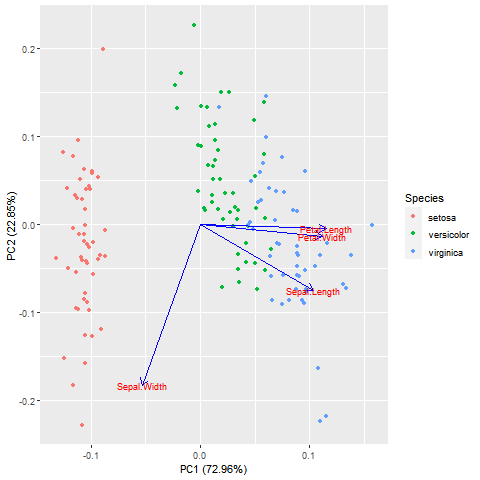 0.2
0.1
0.0
-0.1
-0.2
PC2 (22.85%)
Petal.Length
Petal.Width
Sepal.Length
Sepal.Width
-0.1
0.0
0.1
PC1 (72.96%)
Species
setosa
versicolor
virginica